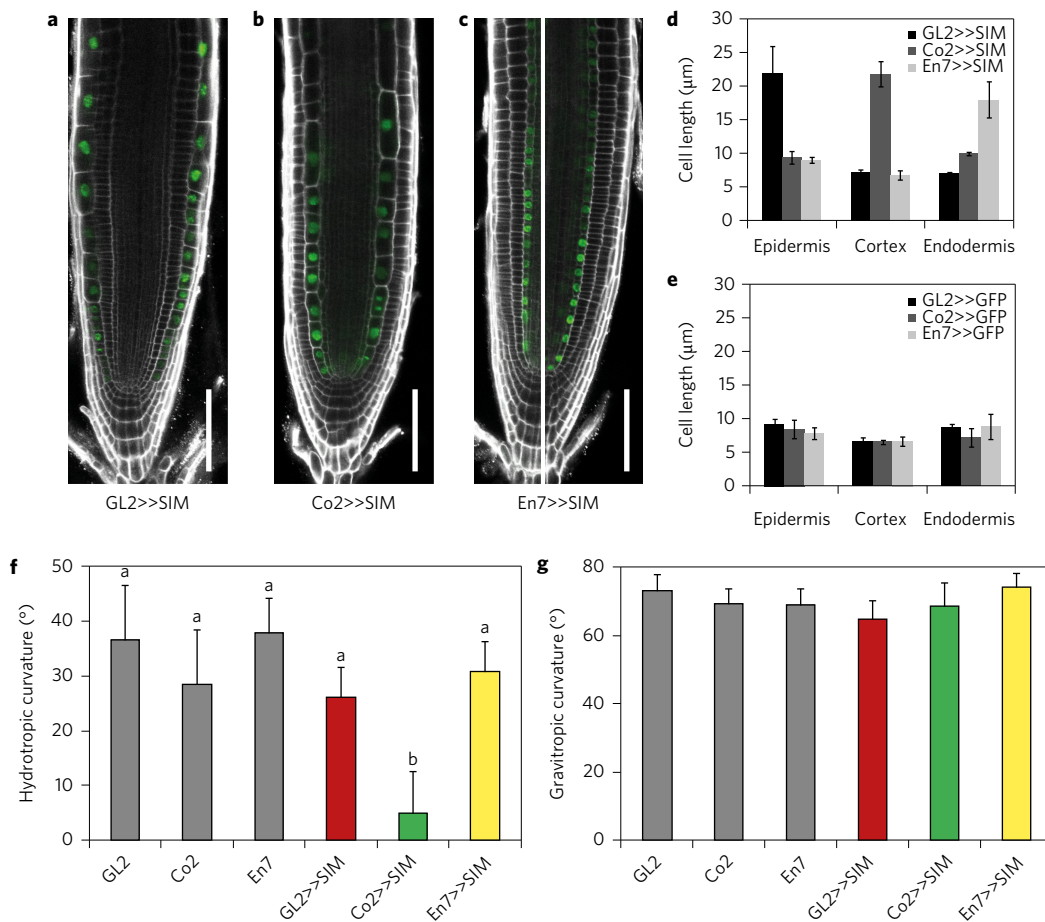 a
b
c
GL2>>SIM
Co2>>SIM
En7>>SIM
d
Cell length (µm)
30
25
20
15
10
5
0
GL2>>SIM
Co2>>SIM
En7>>SIM
Epidermis Cortex Endodermis
e
Cell length (µm)
30
25
20
15
10
5
0
GL2>>GFP
Co2>>GFP
En7>>GFP
Epidermis Cortex Endodermis
f
Hydrotropic curvature (°)
50
40
30
20
10
0
a
a
a
a
b
a
GL2
Co2
En7
GL2>>SIM
Co2>>SIM
En7>>SIM
g
Gravitropic curvature (°)
80
60
40
20
0
GL2
Co2
En7
GL2>>SIM
Co2>>SIM
En7>>SIM